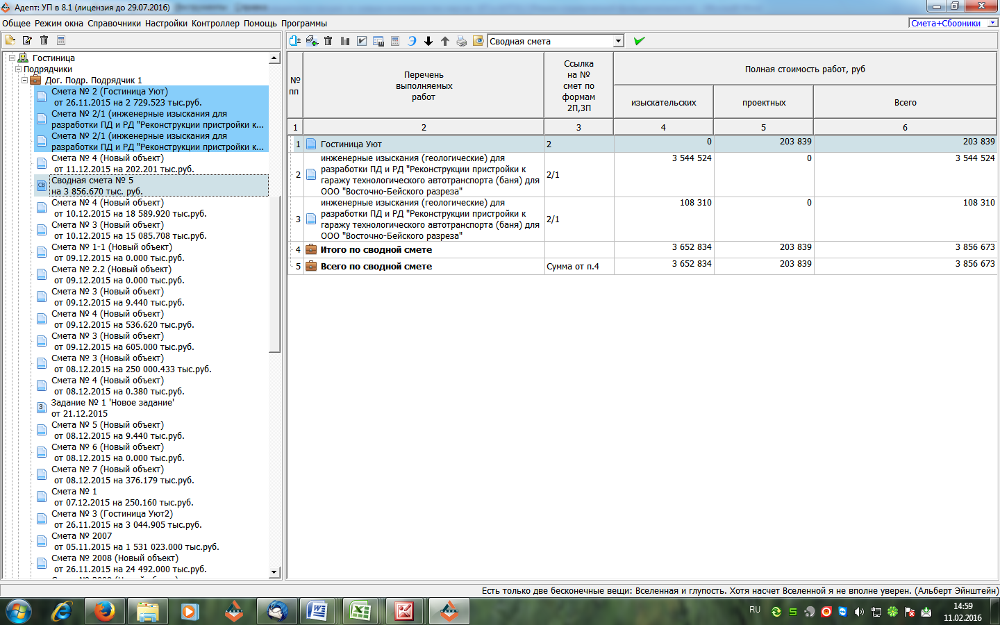 Адепт: УП в 8.1 (лицензия до 29.07.2016)
Общее Режим окна Справочники Настройки Контроллер Помощь Программы
Смета+Сборники
Гостиница
Подрядчики
Дог. Подр. Подрядчик 1
Смета № 2 (Гостиница Уют)
от 26.11.2015 на 2 729.523 тыс.руб.
Смета № 2/1 (инженерные изыскания для
разработки ПД и РД "Реконструкции пристройки к...
Смета № 2/1 (инженерные изыскания для
разработки ПД и РД "Реконструкции пристройки к...
Смета № 4 (Новый объект)
от 11.12.2015 на 202.201 тыс.руб.
СВ
Сводная смета № 5
на 3 856.670 тыс. руб.
Смета № 4 (Новый объект)
от 10.12.2015 на 18 589.920 тыс.руб.
Смета № 3 (Новый объект)
от 10.12.2015 на 15 085.708 тыс.руб.
Смета № 1-1 (Новый объект)
от 09.12.2015 на 0.000 тыс.руб.
Смета № 2.2 (Новый объект)
от 09.12.2015 на 0.000 тыс.руб.
Смета № 3 (Новый объект)
от 09.12.2015 на 9.440 тыс.руб.
Смета № 4 (Новый объект)
от 09.12.2015 на 536.620 тыс.руб.
Смета № 3 (Новый объект)
от 09.12.2015 на 605.000 тыс.руб.
Смета № 3 (Новый объект)
от 08.12.2015 на 250 000.433 тыс.руб.
Смета № 4 (Новый объект)
от 08.12.2015 на 0.380 тыс.руб.
З
Задание № 1 'Новое задание'
от 21.12.2015
Смета № 5 (Новый объект)
от 08.12.2015 на 9.440 тыс.руб.
Смета № 6 (Новый объект)
от 08.12.2015 на 0.000 тыс.руб.
Смета № 7 (Новый объект)
от 08.12.2015 на 376.179 тыс.руб.
Смета № 1
от 07.12.2015 на 250.160 тыс.руб.
Смета № 3 (Гостиница Уют2)
от 26.11.2015 на 3 044.905 тыс.руб.
Смета № 2007
от 05.11.2015 на 1 531 023.000 тыс.руб.
Смета № 2008 (Новый объект)
от 26.11.2015 на 24 492.000 тыс.руб.
Сводная смета
№
пп
Перечень
выполняемых
работ
Ссылка
на №
смет по
формам
2П,3П
Полная стоимость работ, руб
изыскательских проектных Всего
1 2 3 4 5 6
1 Гостиница Уют 2 0 203 839 203 839
2 инженерные изыскания (геологические) для
разработки ПД и РД "Реконструкции пристройки к
гаражу технологического автотранспорта (баня) для
ООО "Восточно-Бейского разреза"
2/1 3 544 524 0 3 544 524
3 инженерные изыскания (геологические) для
разработки ПД и РД "Реконструкции пристройки к
гаражу технологического автотранспорта (баня) для
ООО "Восточно-Бейского разреза"
2/1 108 310 0 108 310
4 Итого по сводной смете 3 652 834 203 839 3 856 673
5 Всего по сводной смете Сумма от п.4 3 652 834 203 839 3 856 673
Есть только две бесконечные вещи: Вселенная и глупость. Хотя насчет Вселенной я не вполне уверен. (Альберт Эйнштейн)
RU
14:59
11.02.2016